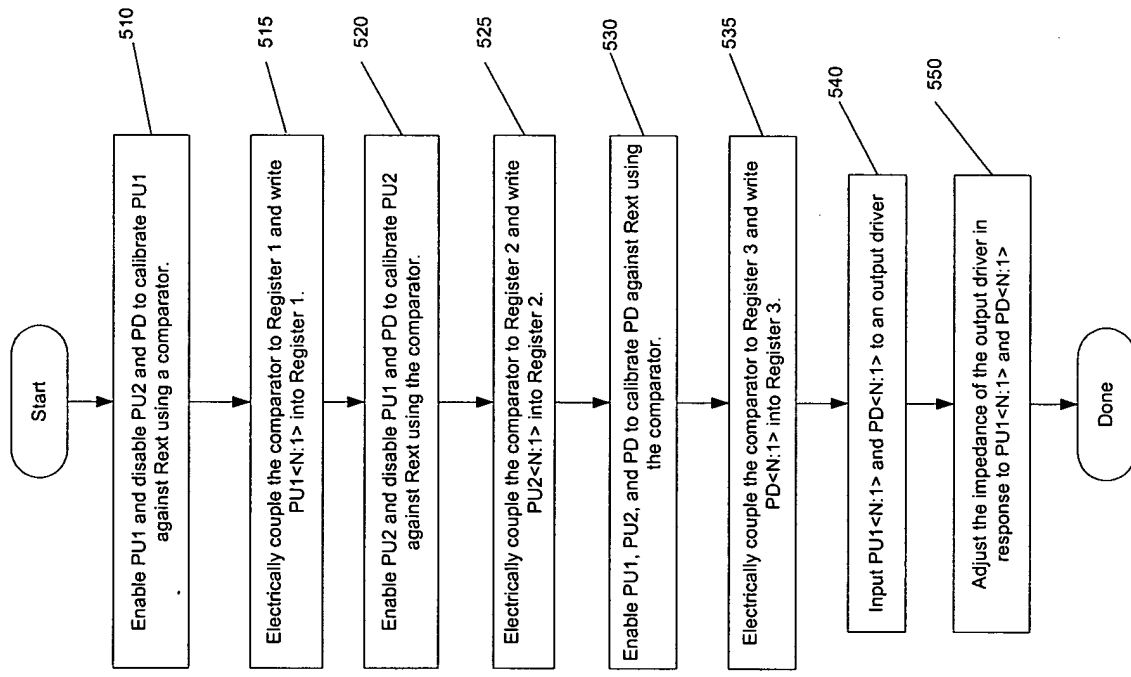 Start
510
Enable PU1 and disable PU2 and PD to calibrate PU1
against Rext using a comparator.
515
Electrically couple the comparator to Register 1 and write
PU1<N:1> into Register 1.
520
Enable PU2 and disable PU1 and PD to calibrate PU2
against Rext using the comparator.
525
Electrically couple the comparator to Register 2 and write
PU2<N:1> into Register 2.
530
Enable PU1, PU2, and PD to calibrate PD against Rext using
the comparator.
535
Electrically couple the comparator to Register 3 and write
PD<N:1> into Register 3.
540
Input PU1<N:1> and PD<N:1> to an output driver
550
Adjust the impedance of the output driver in
response to PU1<N:1> and PD<N:1>
Done